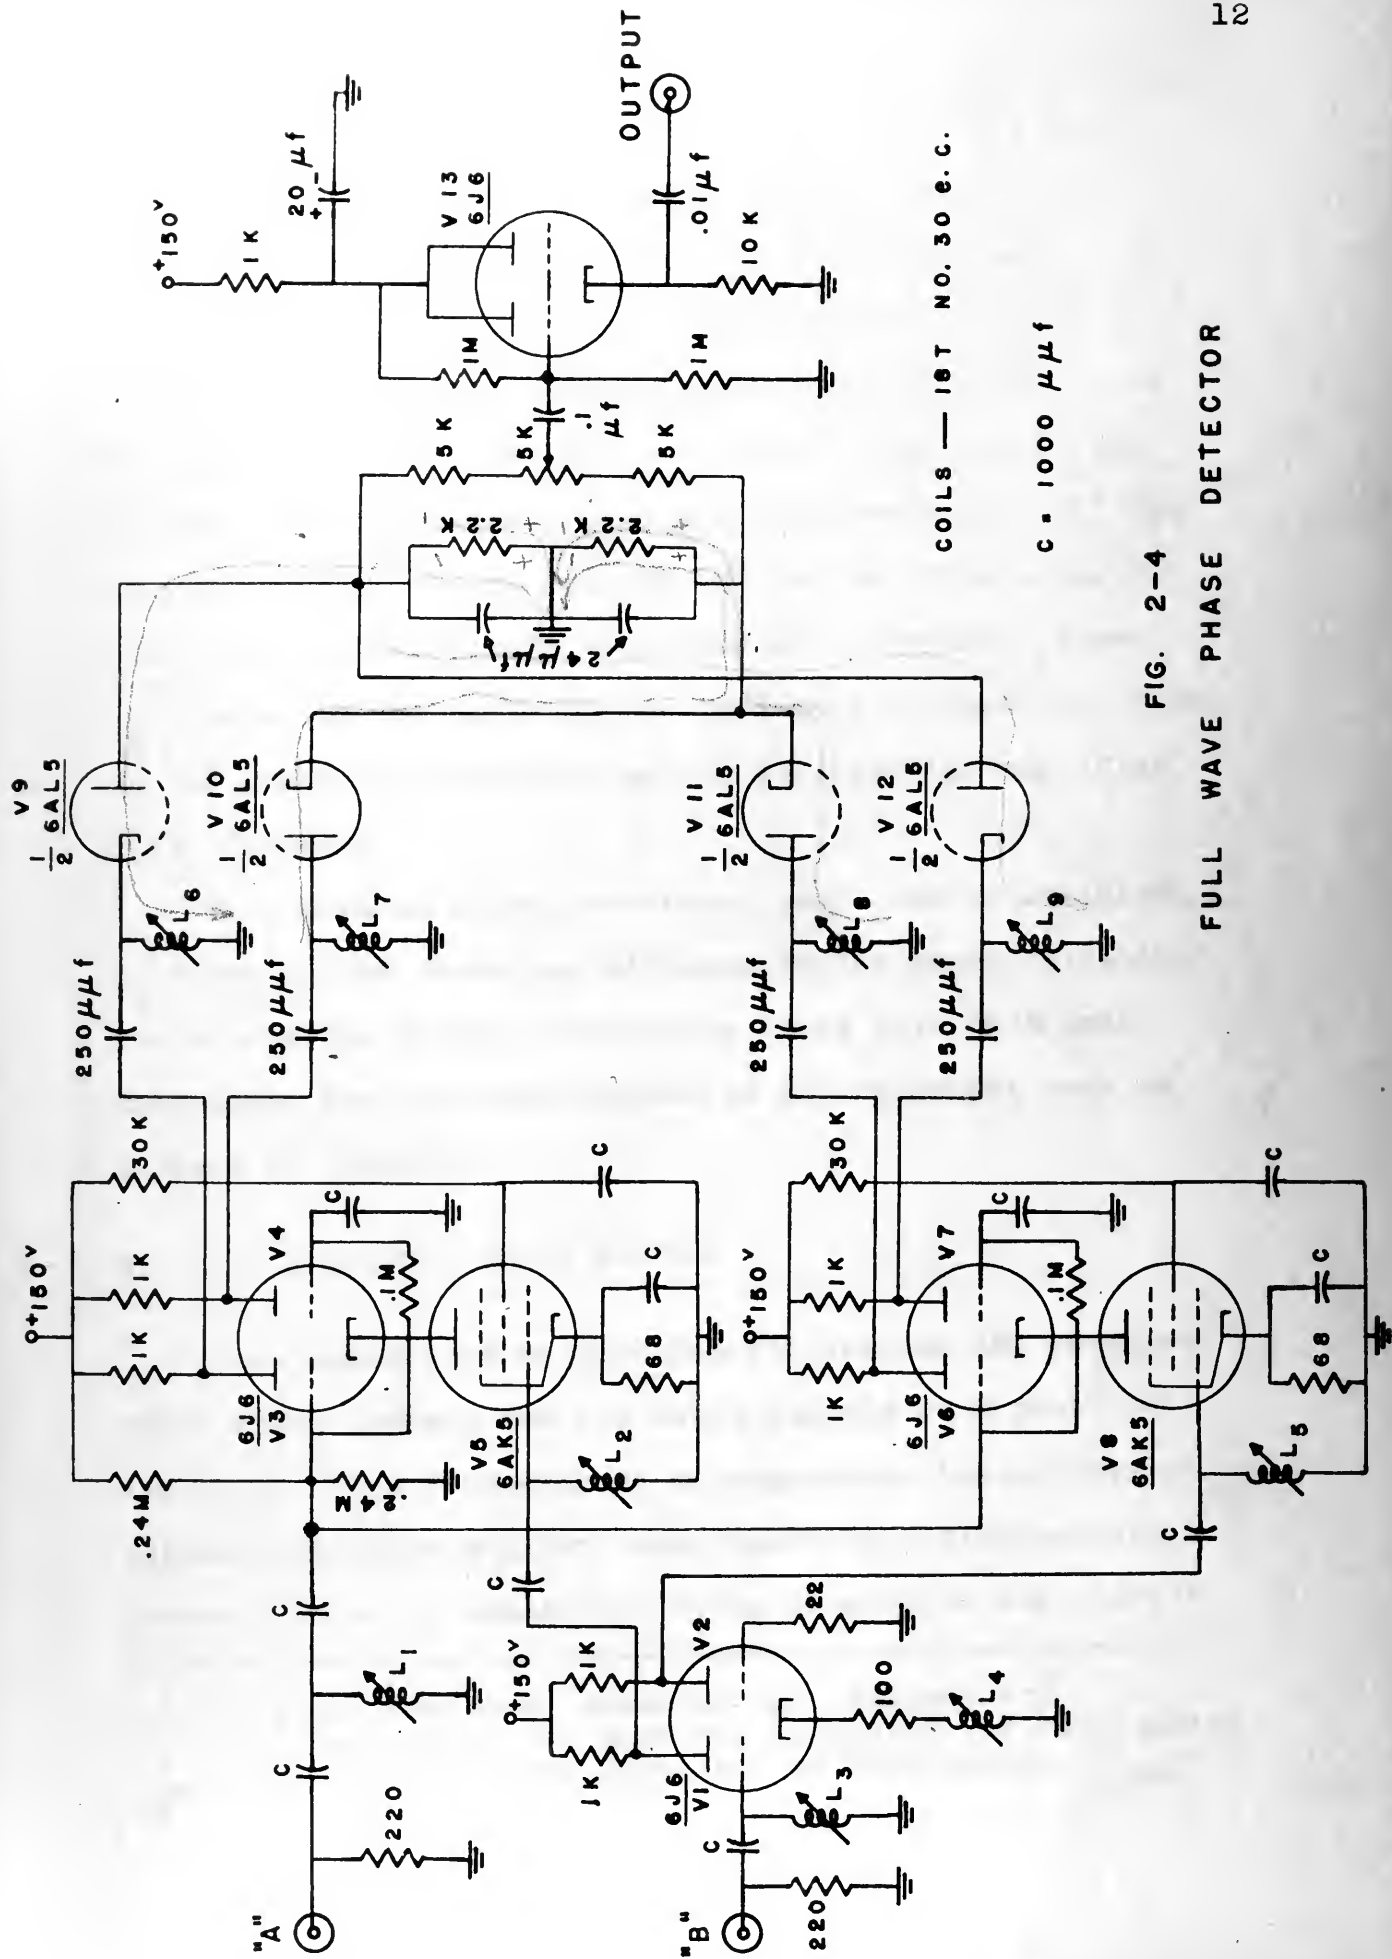 12
+150V
1K
20 μf
+ -
V13
6J6
OUTPUT
.01μf
10K
1M
1M
.1
μf
5K
5K
5K
2.2K
2.2K
24μμf
COILS — 18T NO. 30 e.c.
C = 1000 μμf
FIG. 2-4
FULL WAVE PHASE DETECTOR
V9
1/2 6AL5
V10
1/2 6AL5
V11
1/2 6AL5
V12
1/2 6AL5
L6
L7
L8
L9
250μμf
250μμf
250μμf
250μμf
+150V
30K
1K
1K
.24M
.24M
6J6
V3
V4
C
.1M
V5
6AK5
C
C
68
L2
C
+150V
30K
1K
1K
6J6
V6
V7
C
.1M
V8
6AK5
C
C
68
L5
C
"A"
220
C
L1
C
"B"
220
C
L3
+150V
1K
1K
6J6
V1
V2
22
100
L4